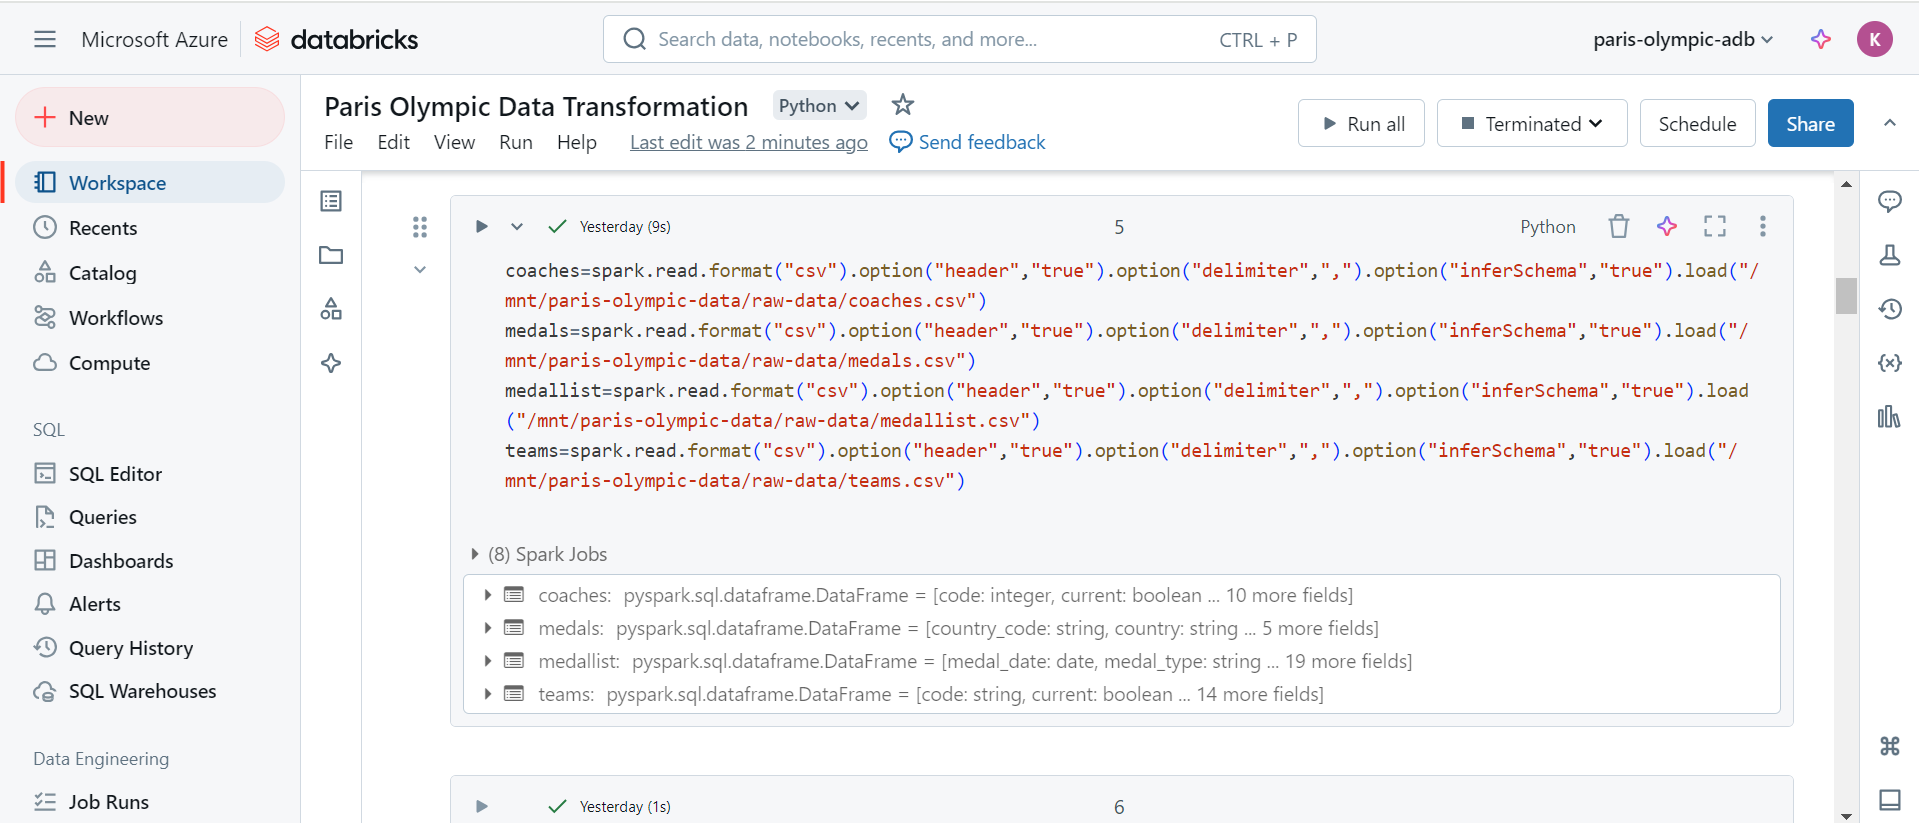 Microsoft Azure
databricks
Search data, notebooks, recents, and more...
CTRL + P
paris-olympic-adb
K
New
Workspace
Recents
Catalog
Workflows
Compute
SQL
SQL Editor
Queries
Dashboards
Alerts
Query History
SQL Warehouses
Data Engineering
Job Runs
Paris Olympic Data Transformation
Python
File Edit View Run Help Last edit was 2 minutes ago Send feedback
Run all
Terminated
Schedule
Share
Yesterday (9s)
5
Python
coaches=spark.read.format("csv").option("header","true").option("delimiter",",").option("inferSchema","true").load("/
mnt/paris-olympic-data/raw-data/coaches.csv")
medals=spark.read.format("csv").option("header","true").option("delimiter",",").option("inferSchema","true").load("/
mnt/paris-olympic-data/raw-data/medals.csv")
medallist=spark.read.format("csv").option("header","true").option("delimiter",",").option("inferSchema","true").load
("/mnt/paris-olympic-data/raw-data/medallist.csv")
teams=spark.read.format("csv").option("header","true").option("delimiter",",").option("inferSchema","true").load("/
mnt/paris-olympic-data/raw-data/teams.csv")
(8) Spark Jobs
coaches: pyspark.sql.dataframe.DataFrame = [code: integer, current: boolean ... 10 more fields]
medals: pyspark.sql.dataframe.DataFrame = [country_code: string, country: string ... 5 more fields]
medallist: pyspark.sql.dataframe.DataFrame = [medal_date: date, medal_type: string ... 19 more fields]
teams: pyspark.sql.dataframe.DataFrame = [code: string, current: boolean ... 14 more fields]
Yesterday (1s)
6